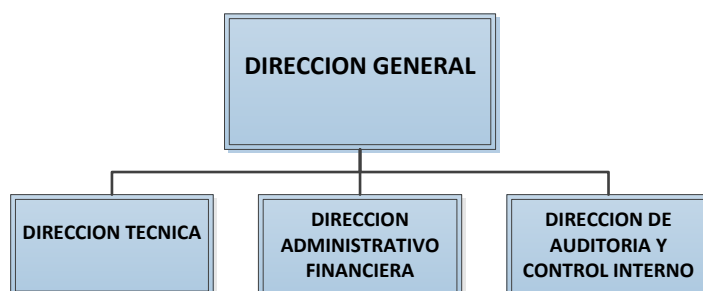 DIRECCION GENERAL
DIRECCION TECNICA
DIRECCION
ADMINISTRATIVO
FINANCIERA
DIRECCION DE
AUDITORIA Y
CONTROL INTERNO